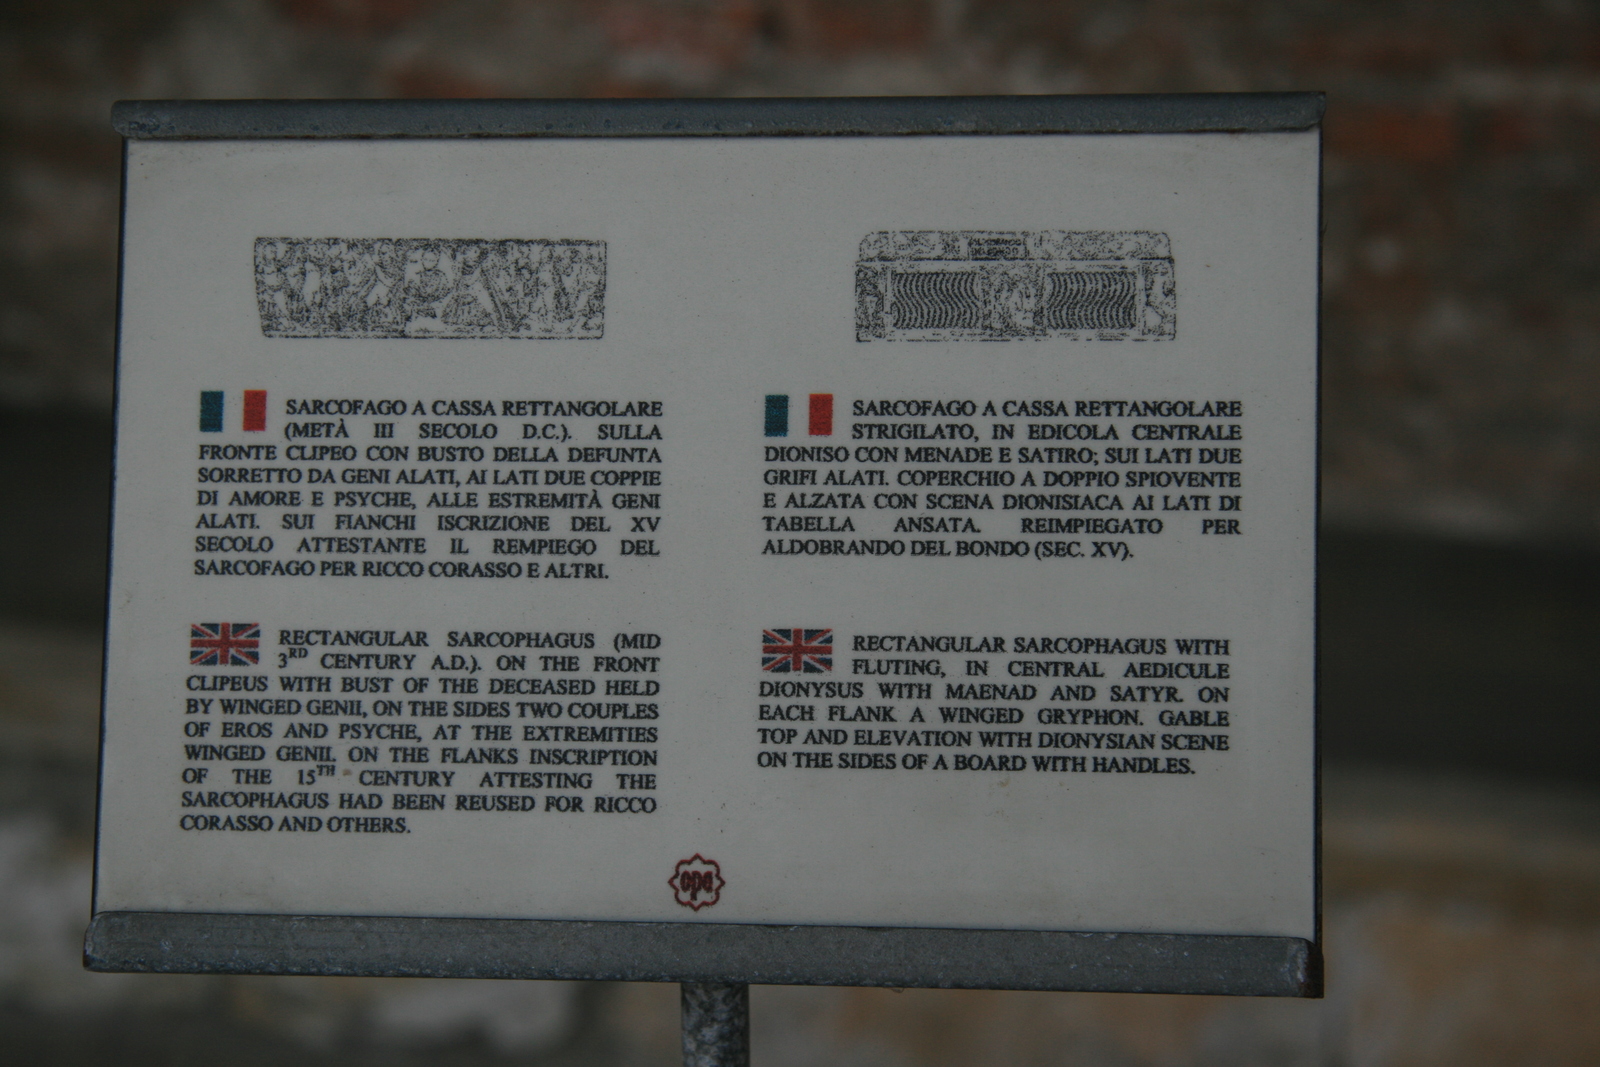 SARCOFAGO A CASSA RETTANGOLARE
(METÀ III SECOLO D.C.). SULLA
FRONTE CLIPEO CON BUSTO DELLA DEFUNTA
SORRETTO DA GENI ALATI, AI LATI DUE COPPIE
DI AMORE E PSYCHE, ALLE ESTREMITÀ GENI
ALATI. SUI FIANCHI ISCRIZIONE DEL XV
SECOLO ATTESTANTE IL REMPIEGO DEL
SARCOFAGO PER RICCO CORASSO E ALTRI.
RECTANGULAR SARCOPHAGUS (MID
3RD CENTURY A.D.). ON THE FRONT
CLIPEUS WITH BUST OF THE DECEASED HELD
BY WINGED GENII, ON THE SIDES TWO COUPLES
OF EROS AND PSYCHE, AT THE EXTREMITIES
WINGED GENII. ON THE FLANKS INSCRIPTION
OF THE 15TH CENTURY ATTESTING THE
SARCOPHAGUS HAD BEEN REUSED FOR RICCO
CORASSO AND OTHERS.
SARCOFAGO A CASSA RETTANGOLARE
STRIGILATO, IN EDICOLA CENTRALE
DIONISO CON MENADE E SATIRO; SUI LATI DUE
GRIFI ALATI. COPERCHIO A DOPPIO SPIOVENTE
E ALZATA CON SCENA DIONISIACA AI LATI DI
TABELLA ANSATA. REIMPIEGATO PER
ALDOBRANDO DEL BONDO (SEC. XV).
RECTANGULAR SARCOPHAGUS WITH
FLUTING, IN CENTRAL AEDICULE
DIONYSUS WITH MAENAD AND SATYR. ON
EACH FLANK A WINGED GRYPHON. GABLE
TOP AND ELEVATION WITH DIONYSIAN SCENE
ON THE SIDES OF A BOARD WITH HANDLES.
opa